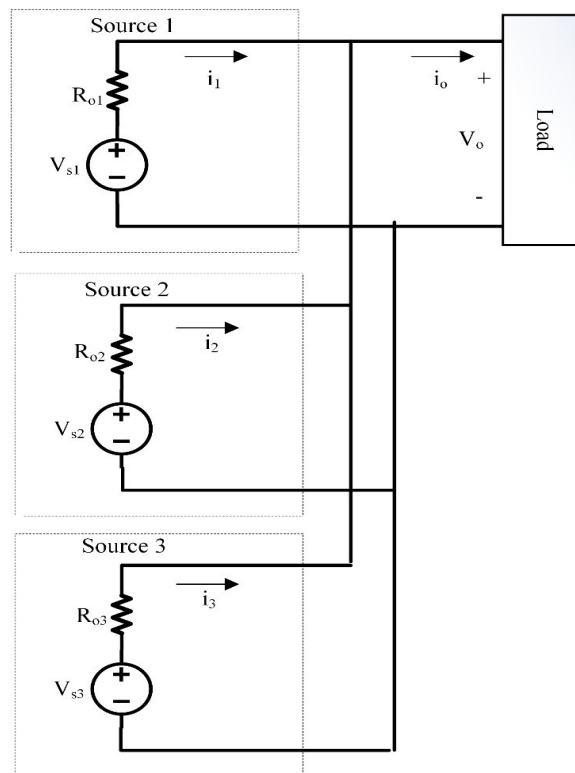 Source 1
i1
io
+
Ro1
Vs1
+
−
Vo
-
Load
Source 2
i2
Ro2
Vs2
+
−
Source 3
i3
Ro3
Vs3
+
−